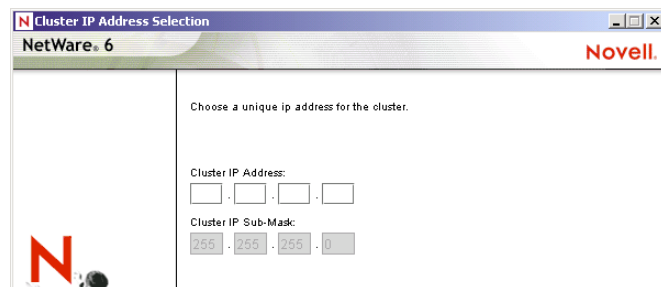 N Cluster IP Address Selection
NetWare® 6
Novell.
Choose a unique ip address for the cluster.
Cluster IP Address:
. . .
Cluster IP Sub-Mask:
255 . 255 . 255 . 0
N